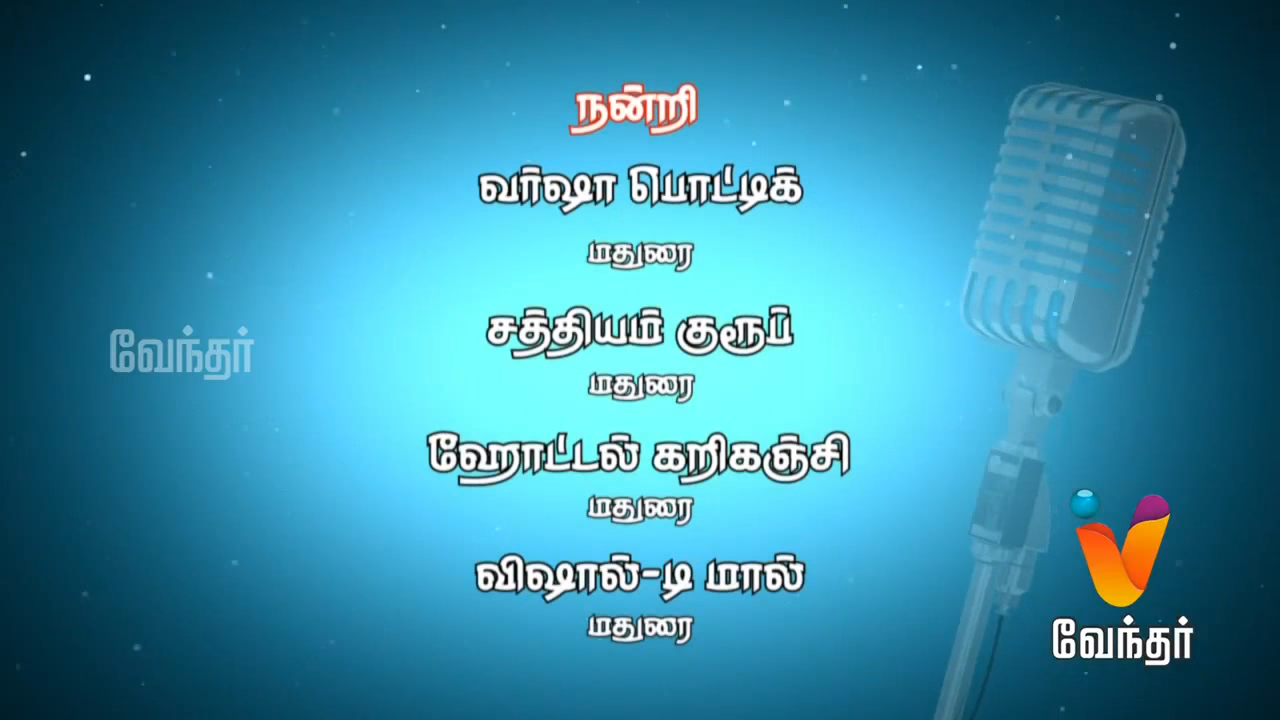 நன்றி
வர்ஷா பொட்டிக்
மதுரை
சத்தியம் குரூப்
மதுரை
வேந்தர்
ஹோட்டல் கறிகஞ்சி
மதுரை
விஷால்-டி மால்
மதுரை
வேந்தர்